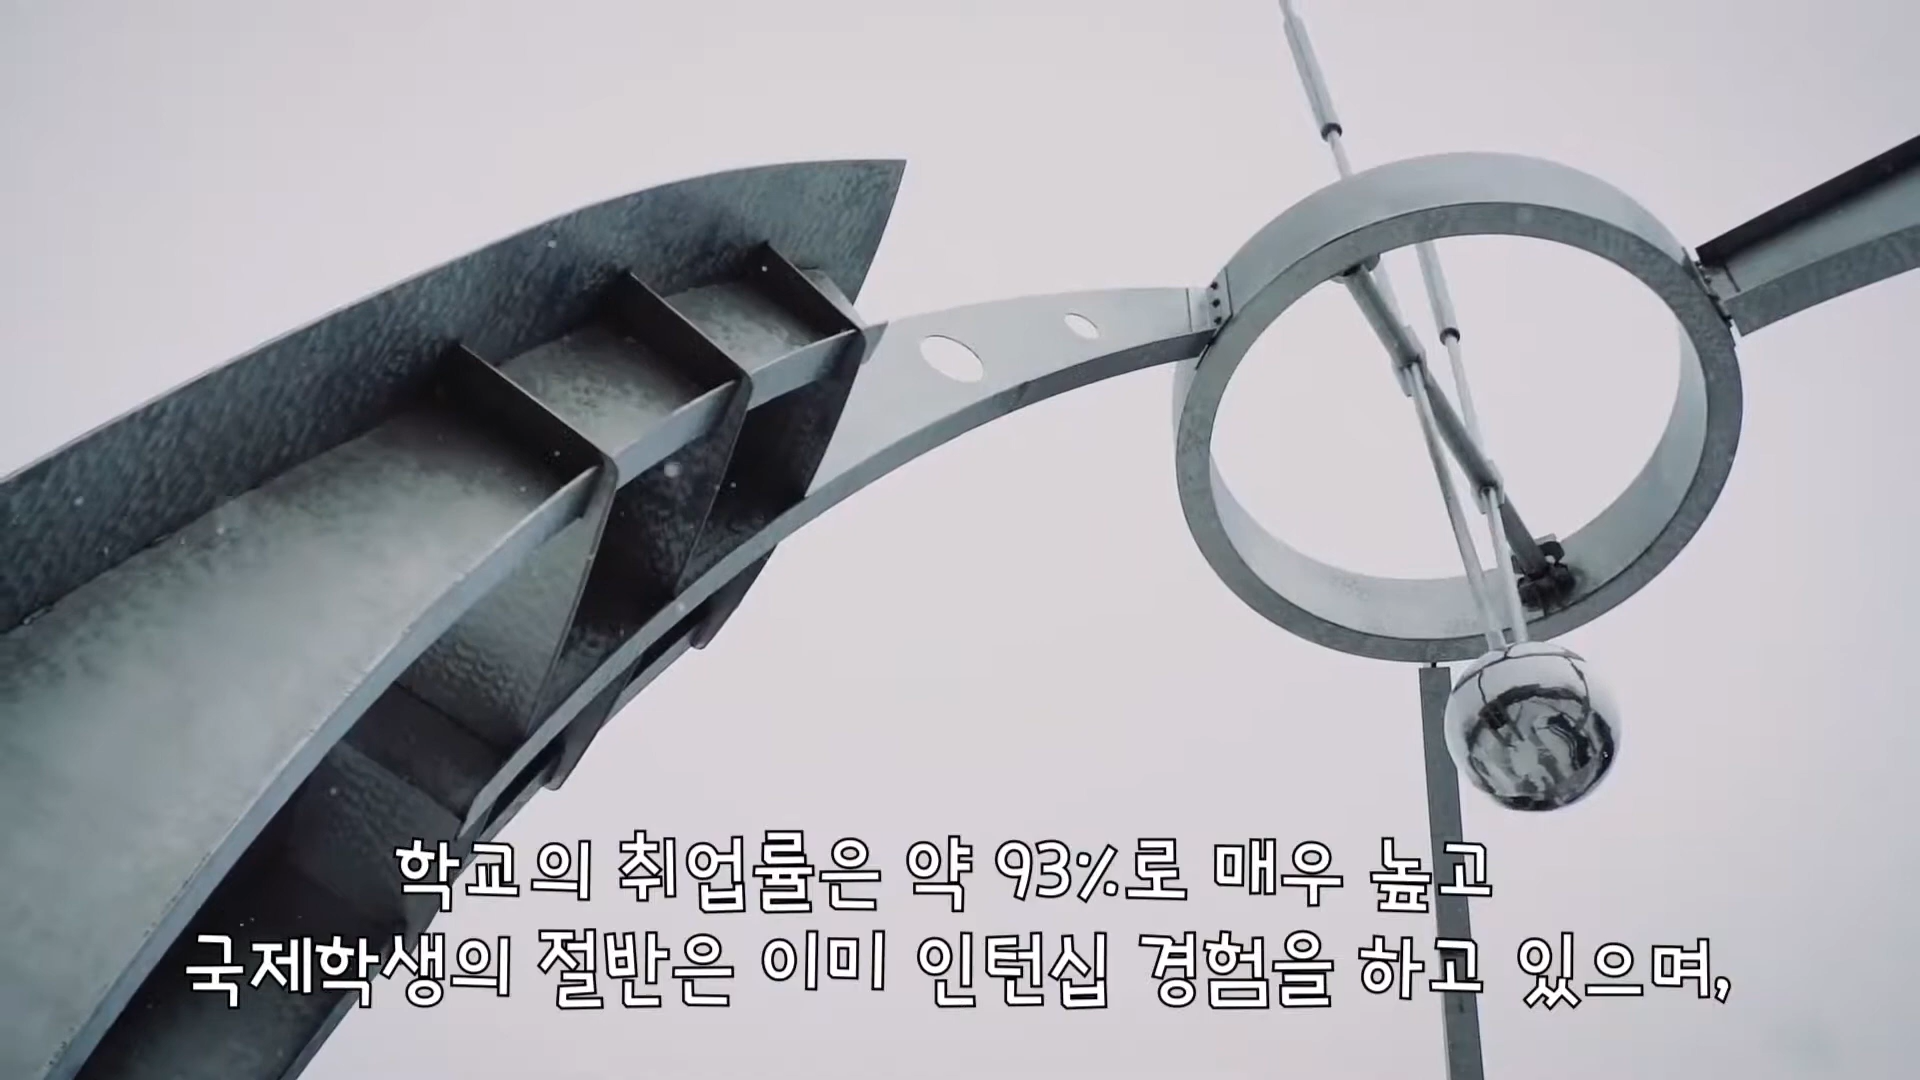 학교의 취업률은 약 93%로 매우 높고
국제학생의 절반은 이미 인턴십 경험을 하고 있으며,